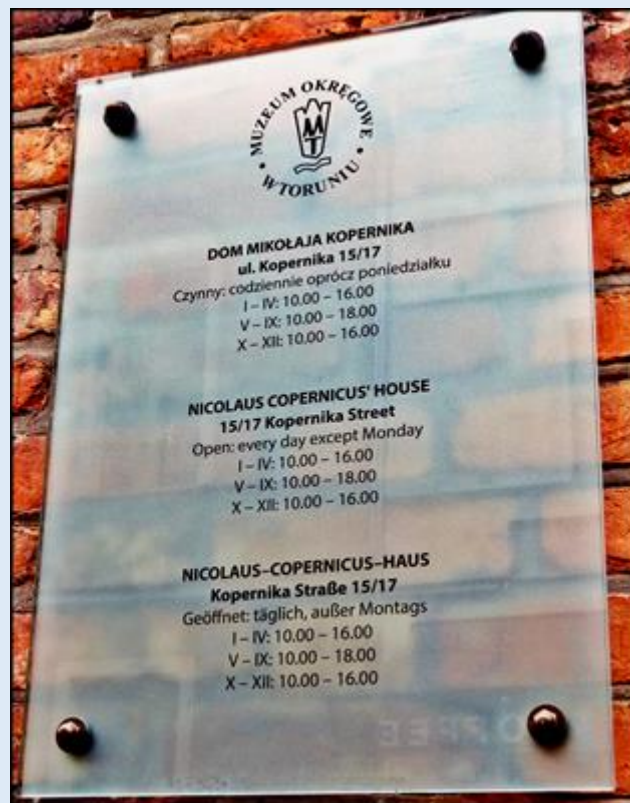 MUZEUM OKRĘGOWE
W TORUNIU
MT
DOM MIKOŁAJA KOPERNIKA
ul. Kopernika 15/17
Czynny: codziennie oprócz poniedziałku
I – IV: 10.00 – 16.00
V – IX: 10.00 – 18.00
X – XII: 10.00 – 16.00
NICOLAUS COPERNICUS' HOUSE
15/17 Kopernika Street
Open: every day except Monday
I – IV: 10.00 – 16.00
V – IX: 10.00 – 18.00
X – XII: 10.00 – 16.00
NICOLAUS–COPERNICUS–HAUS
Kopernika Straße 15/17
Geöffnet: täglich, außer Montags
I – IV: 10.00 – 16.00
V – IX: 10.00 – 18.00
X – XII: 10.00 – 16.00